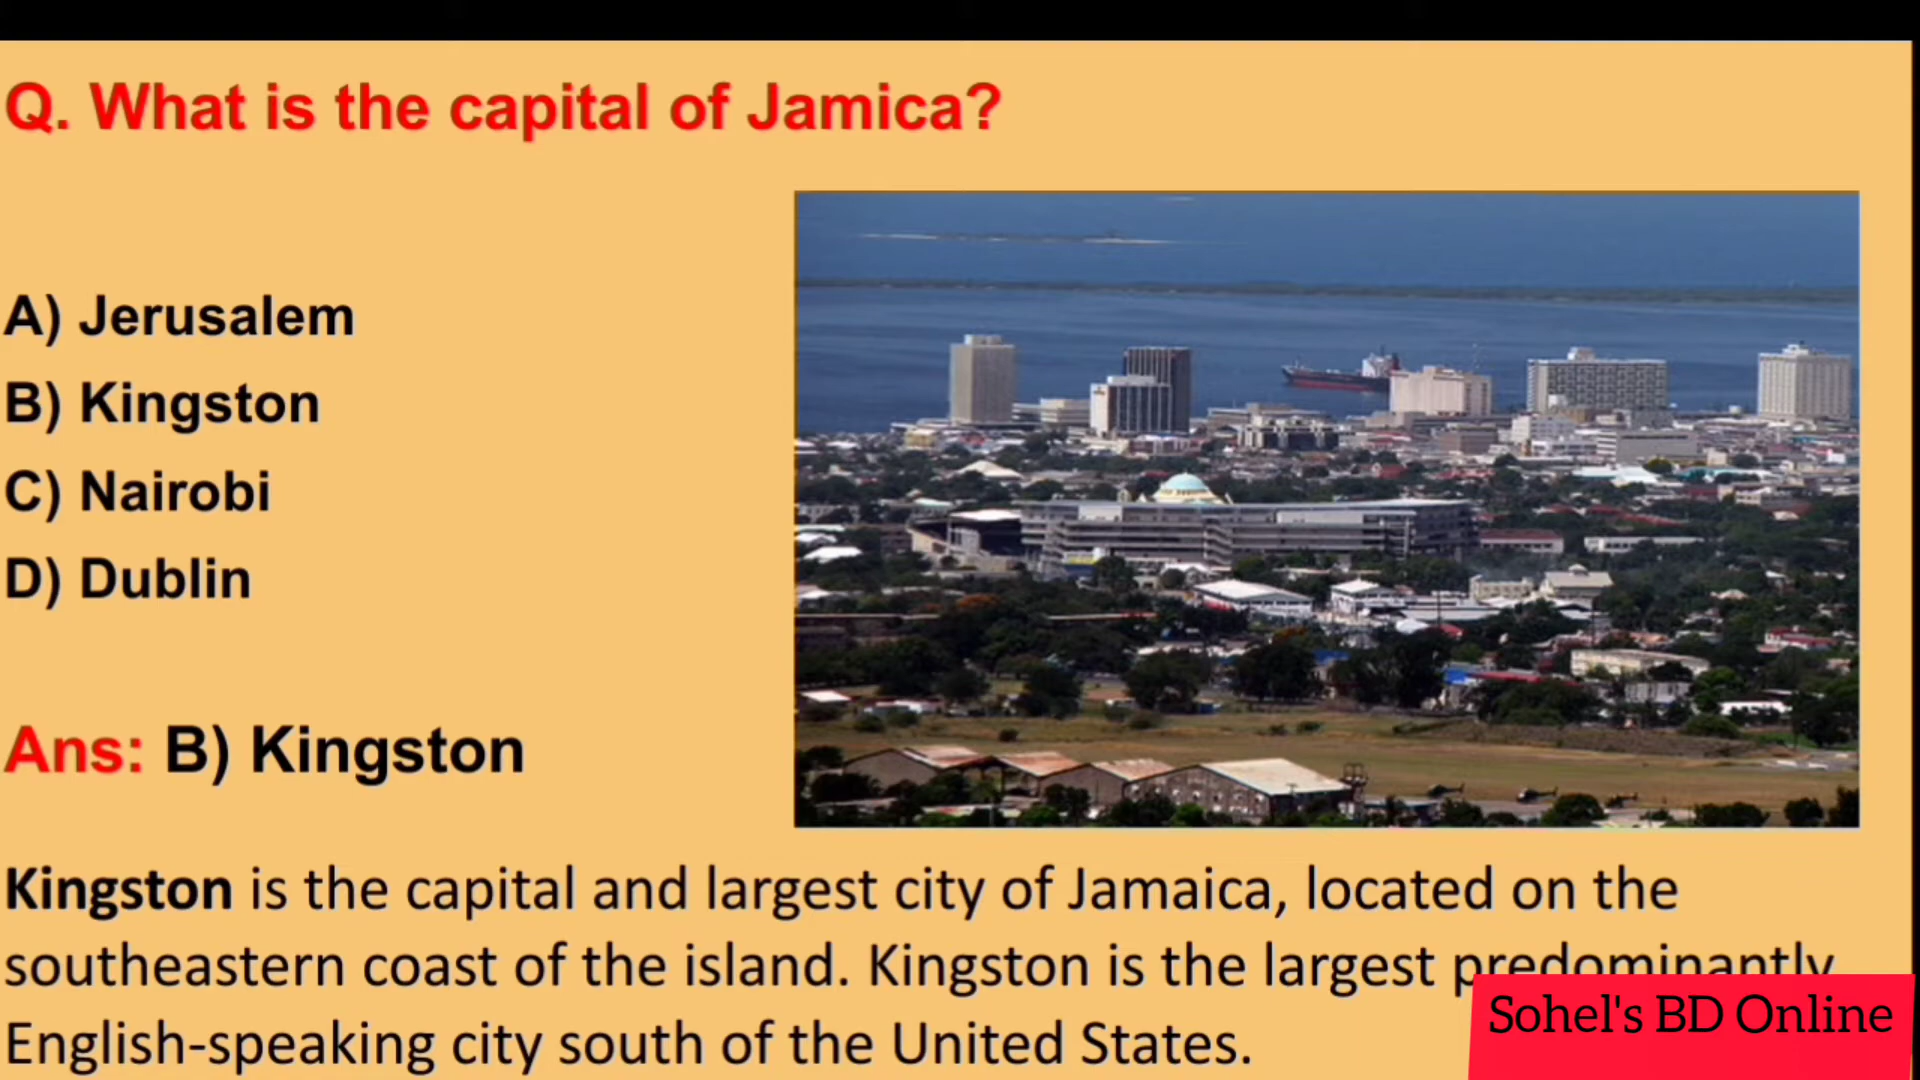 Q. What is the capital of Jamica?
A) Jerusalem
B) Kingston
C) Nairobi
D) Dublin
Ans: B) Kingston
Kingston is the capital and largest city of Jamaica, located on the
southeastern coast of the island. Kingston is the largest predominantly
English-speaking city south of the United States.
Sohel's BD Online